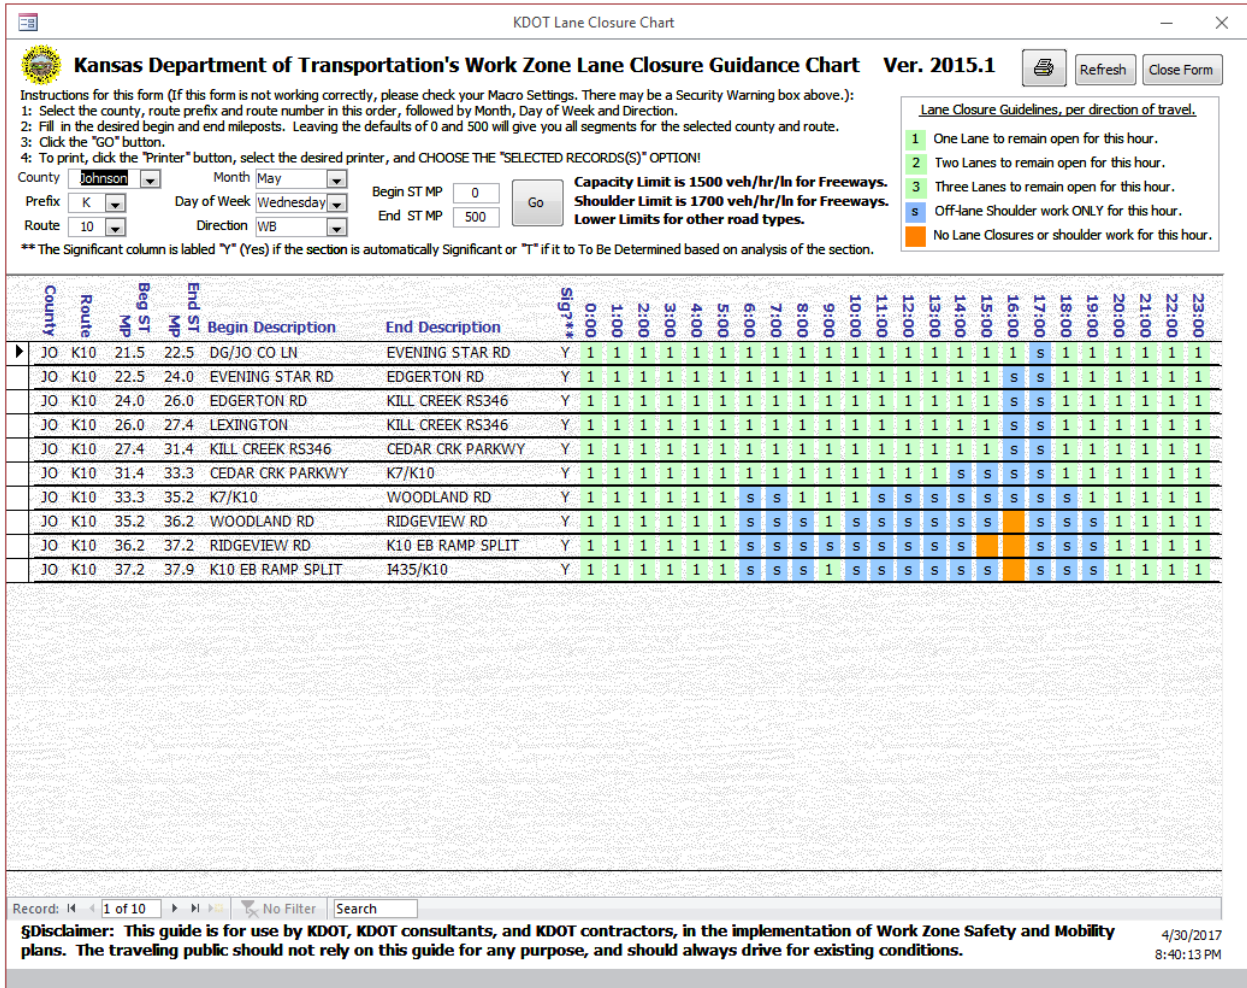 KDOT Lane Closure Chart
Kansas Department of Transportation's Work Zone Lane Closure Guidance Chart Ver. 2015.1
Refresh
Close Form
Instructions for this form (If this form is not working correctly, please check your Macro Settings. There may be a Security Warning box above.):
1: Select the county, route prefix and route number in this order, followed by Month, Day of Week and Direction.
2: Fill in the desired begin and end mileposts. Leaving the defaults of 0 and 500 will give you all segments for the selected county and route.
3: Click the "GO" button.
4: To print, click the "Printer" button, select the desired printer, and CHOOSE THE "SELECTED RECORDS(S)" OPTION!
Lane Closure Guidelines, per direction of travel.
1 One Lane to remain open for this hour.
2 Two Lanes to remain open for this hour.
3 Three Lanes to remain open for this hour.
s Off-lane Shoulder work ONLY for this hour.
No Lane Closures or shoulder work for this hour.
County Johnson Month May
Prefix K Day of Week Wednesday
Route 10 Direction WB
Begin ST MP 0
End ST MP 500
Go
Capacity Limit is 1500 veh/hr/ln for Freeways.
Shoulder Limit is 1700 veh/hr/ln for Freeways.
Lower Limits for other road types.
** The Significant column is labled "Y" (Yes) if the section is automatically Significant or "T" if it to To Be Determined based on analysis of the section.
County Route Beg ST MP End ST MP Begin Description End Description Sig?** 0:00 1:00 2:00 3:00 4:00 5:00 6:00 7:00 8:00 9:00 10:00 11:00 12:00 13:00 14:00 15:00 16:00 17:00 18:00 19:00 20:00 21:00 22:00 23:00
JO K10 21.5 22.5 DG/JO CO LN EVENING STAR RD Y 1 1 1 1 1 1 1 1 1 1 1 1 1 1 1 1 1 s 1 1 1 1 1 1
JO K10 22.5 24.0 EVENING STAR RD EDGERTON RD Y 1 1 1 1 1 1 1 1 1 1 1 1 1 1 1 1 s s 1 1 1 1 1 1
JO K10 24.0 26.0 EDGERTON RD KILL CREEK RS346 Y 1 1 1 1 1 1 1 1 1 1 1 1 1 1 1 1 s s 1 1 1 1 1 1
JO K10 26.0 27.4 LEXINGTON KILL CREEK RS346 Y 1 1 1 1 1 1 1 1 1 1 1 1 1 1 1 1 s s 1 1 1 1 1 1
JO K10 27.4 31.4 KILL CREEK RS346 CEDAR CRK PARKWY Y 1 1 1 1 1 1 1 1 1 1 1 1 1 1 1 1 s s 1 1 1 1 1 1
JO K10 31.4 33.3 CEDAR CRK PARKWY K7/K10 Y 1 1 1 1 1 1 1 1 1 1 1 1 1 1 s s s s 1 1 1 1 1 1
JO K10 33.3 35.2 K7/K10 WOODLAND RD Y 1 1 1 1 1 1 s s 1 1 1 s s s s s s s s 1 1 1 1 1
JO K10 35.2 36.2 WOODLAND RD RIDGEVIEW RD Y 1 1 1 1 1 1 s s s 1 s s s s s s s s s 1 1 1 1
JO K10 36.2 37.2 RIDGEVIEW RD K10 EB RAMP SPLIT Y 1 1 1 1 1 1 s s s s s s s s s s s s 1 1 1 1
JO K10 37.2 37.9 K10 EB RAMP SPLIT I435/K10 Y 1 1 1 1 1 1 s s s 1 s s s s s s s s s 1 1 1 1
Record: 1 of 10 No Filter Search
§Disclaimer: This guide is for use by KDOT, KDOT consultants, and KDOT contractors, in the implementation of Work Zone Safety and Mobility
plans. The traveling public should not rely on this guide for any purpose, and should always drive for existing conditions.
4/30/2017
8:40:13 PM